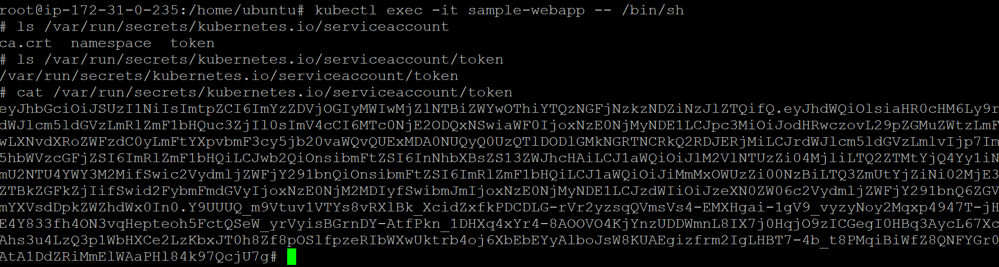 root@ip-172-31-0-235:/home/ubuntu# kubectl exec -it sample-webapp -- /bin/sh
# ls /var/run/secrets/kubernetes.io/serviceaccount
ca.crt  namespace  token
# ls /var/run/secrets/kubernetes.io/serviceaccount/token
/var/run/secrets/kubernetes.io/serviceaccount/token
# cat /var/run/secrets/kubernetes.io/serviceaccount/token
eyJhbGciOiJSUzI1NiIsImtpZCI6ImYzZDVjOGIyMWIwMjZlNTBiZWYwOThiYTQzNGFjNzkzNDZiNzJlZTQifQ.eyJhdWQiOlsiaHR0cHM6Ly9r
dWJlcm5ldGVzLmRlZmF1bHQuc3ZjIl0sImV4cCI6MTc0NjE2ODQxNSwiaWF0IjoxNzE0NjMyNDE1LCJpc3MiOiJodHRwczovL29pZGMuZWtzLmF
wLXNvdXRoZWFzdC0yLmFtYXpvbmF3cy5jb20vaWQvQUExMDA0NUQyQ0UzQTlDODlGMkNGRTNCRkQ2RDJERjMiLCJrdWJlcm5ldGVzLmlvIjp7Im
5hbWVzcGFjZSI6ImRlZmF1bHQiLCJwb2QiOnsibmFtZSI6InNhbXBsZS13ZWJhcHAiLCJ1aWQiOiJlM2VlNTUzZi04MjliLTQ2ZTMtYjQ4Yy1iN
mU2NTU4YWY3M2MifSwic2VydmljZWFjY291bnQiOnsibmFtZSI6ImRlZmF1bHQiLCJ1aWQiOiJiMmMxOWUzZi00NzBiLTQ3ZmUtYjZiNi02MjE3
ZTBkZGFkZjIifSwid2FybmFmdGVyIjoxNzE0NjM2MDIyfSwibmJmIjoxNzE0NjMyNDE1LCJzdWIiOiJzeXN0ZW06c2VydmljZWFjY291bnQ6ZGV
mYXVsdDpkZWZhdWx0In0.Y9UUUQ_m9Vtuv1VTYs8vRXlBk_XcidZxfkPDCDLG-rVr2yzsqQVmsVs4-EMXHgai-1gV9_vyzyNoy2Mqxp4947T-jH
E4Y833fh4ON3vqHepteoh5FctQSeW_yrVyisBGrnDY-AtfPkn_1DHXq4xYr4-8AOOVO4KjYnzUDDWmnL8IX7j0HqjO9zICGegI0HBq3AycL67Xc
Ahs3u4LzQ3p1WbHXCe2LzKbxJT0h8Zf8pOSlfpzeRIbWXwUktrb4oj6XbEbEYyAlboJsW8KUAEgizfrm2IgLHBT7-4b_t8PMqiBiWfZ8QNFYGr0
AtA1DdZRiMmElWAaPHl84k97QcjU7g#